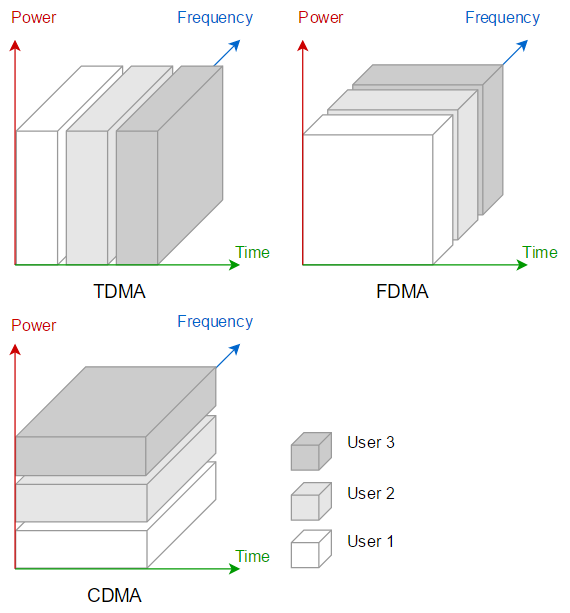 Power
Frequency
Time
TDMA
Power
Frequency
Time
FDMA
Power
Frequency
Time
CDMA
User 3
User 2
User 1